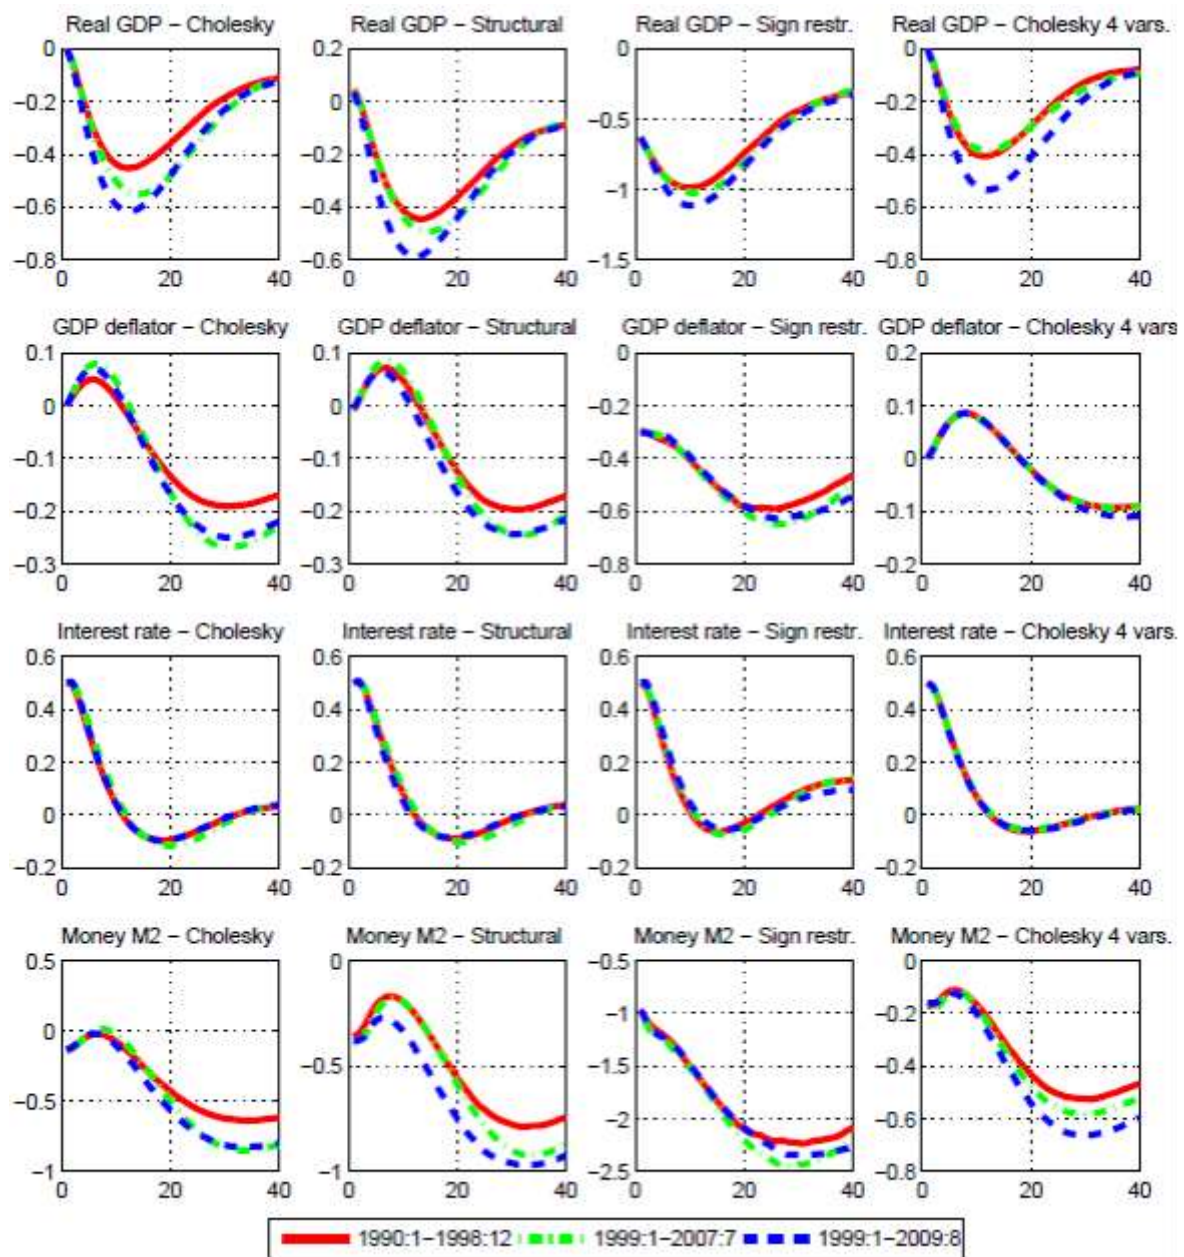 Real GDP − Cholesky Real GDP − Structural Real GDP − Sign restr. Real GDP − Cholesky 4 vars.
0 0.2 0 0
−0.2 0 −0.5 −0.2
−0.4 −0.2 −1 −0.4
−0.6 −0.4 −0.6
−0.8 −0.6 −1.5 −0.8
0 20 40 0 20 40 0 20 40 0 20 40
GDP deflator − Cholesky GDP deflator − Structural GDP deflator − Sign restr. GDP deflator − Cholesky 4 vars
0.1 0.1 0 0.2
0 0 −0.2 0.1
−0.1 −0.1 −0.4 0
−0.2 −0.2 −0.6 −0.1
−0.3 −0.3 −0.8 −0.2
0 20 40 0 20 40 0 20 40 0 20 40
Interest rate − Cholesky Interest rate − Structural Interest rate − Sign restr. Interest rate − Cholesky 4 vars.
0.6 0.6 0.6 0.6
0.4 0.4 0.4 0.4
0.2 0.2 0.2 0.2
0 0 0 0
−0.2 −0.2 −0.2 −0.2
0 20 40 0 20 40 0 20 40 0 20 40
Money M2 − Cholesky Money M2 − Structural Money M2 − Sign restr. Money M2 − Cholesky 4 vars.
0.5 0 −0.5 0
0 −1 −0.2
−0.5 −1.5 −0.4
−0.5 −2 −0.6
−1 −1 −2.5 −0.8
0 20 40 0 20 40 0 20 40 0 20 40
1990:1−1998:12 1999:1−2007:7 1999:1−2009:8